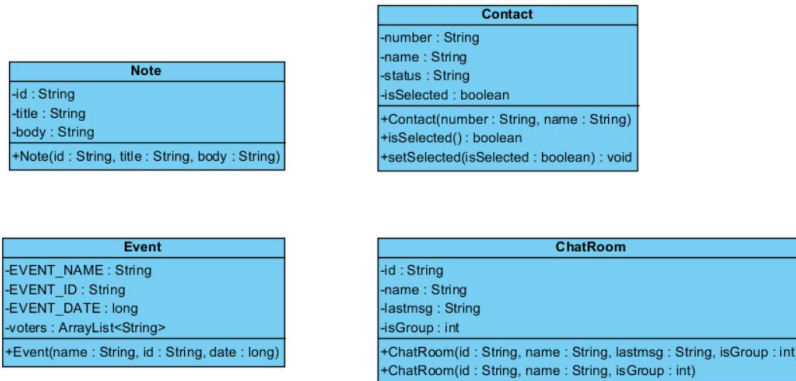 Note
-id : String
-title : String
-body : String
+Note(id : String, title : String, body : String)
Contact
-number : String
-name : String
-status : String
-isSelected : boolean
+Contact(number : String, name : String)
+isSelected() : boolean
+setSelected(isSelected : boolean) : void
Event
-EVENT_NAME : String
-EVENT_ID : String
-EVENT_DATE : long
-voters : ArrayList<String>
+Event(name : String, id : String, date : long)
ChatRoom
-id : String
-name : String
-lastmsg : String
-isGroup : int
+ChatRoom(id : String, name : String, lastmsg : String, isGroup : int)
+ChatRoom(id : String, name : String, isGroup : int)